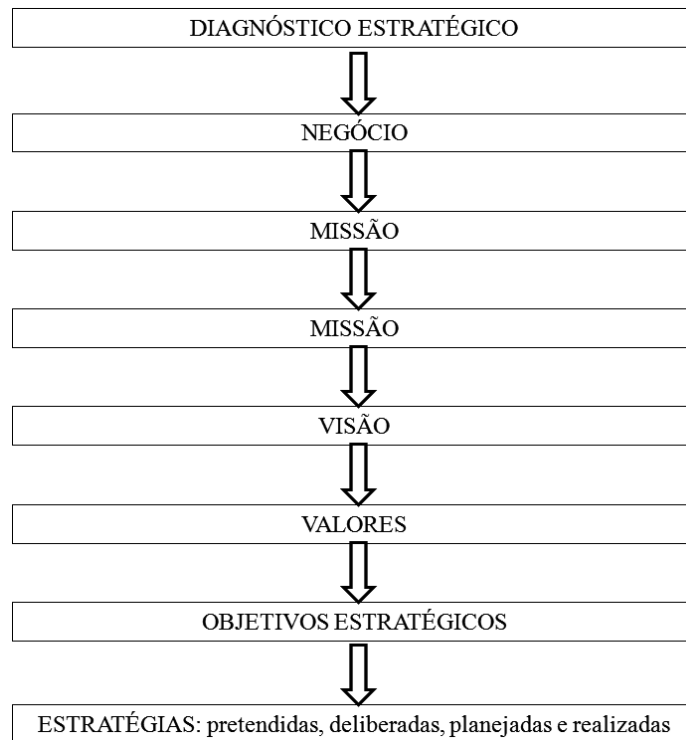 DIAGNÓSTICO ESTRATÉGICO
NEGÓCIO
MISSÃO
MISSÃO
VISÃO
VALORES
OBJETIVOS ESTRATÉGICOS
ESTRATÉGIAS: pretendidas, deliberadas, planejadas e realizadas